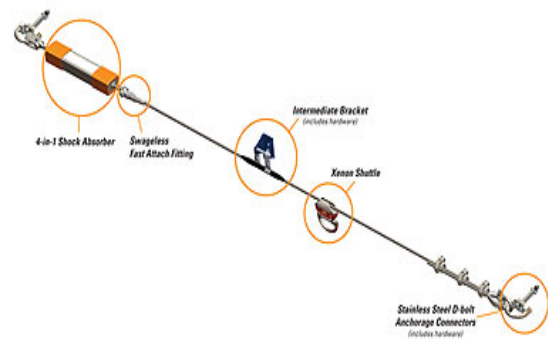 4-in-1 Shock Absorber
Swageless
Fast Attach Fitting
Intermediate Bracket
(includes hardware)
Xenon Shuttle
Stainless Steel D-bolt
Anchorage Connectors
(includes hardware)